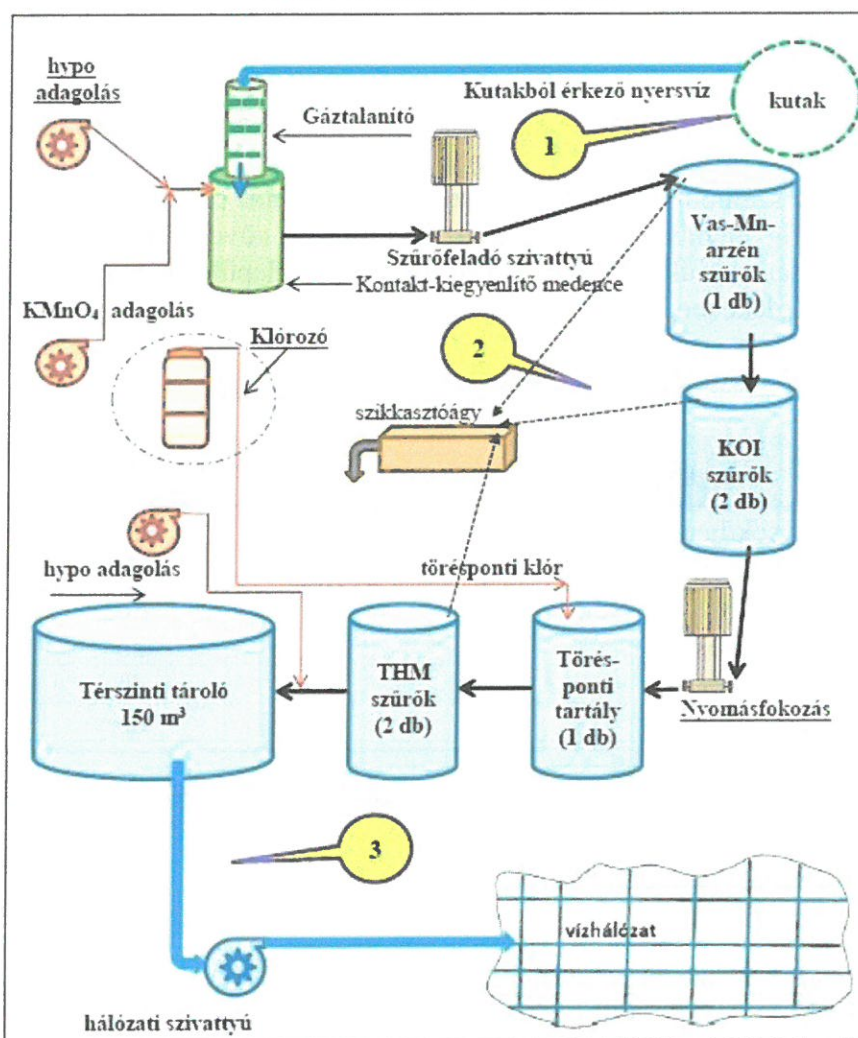 hypo
adagolás
Gáztalanító
Kutakból érkező nyersvíz
kutak
1
Vas-Mn-
arzén
szűrők
(1 db)
Szűrőfeladó szivattyú
Kontakt-kiegyenlítő medence
KMnO4 adagolás
Klórozó
2
szikkasztóágy
KOI
szűrők
(2 db)
hypo adagolás
törésponti klór
Térszinti tároló
150 m³
THM
szűrők
(2 db)
Törés-
ponti
tartály
(1 db)
Nyomásfokozás
3
vízhálózat
hálózati szivattyú